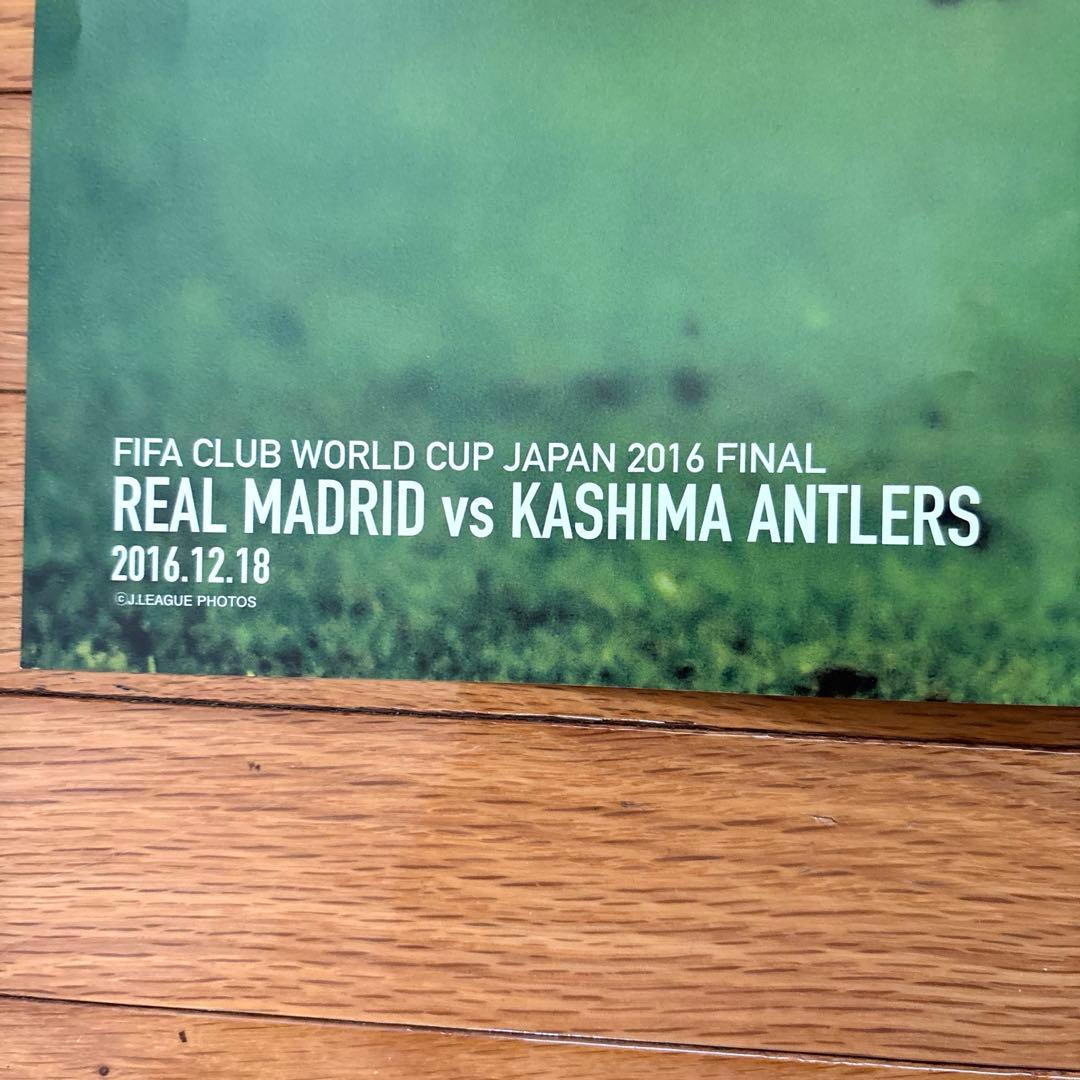 FIFA CLUB WORLD CUP JAPAN 2016 FINAL
REAL MADRID vs KASHIMA ANTLERS
2016.12.18
©J.LEAGUE PHOTOS